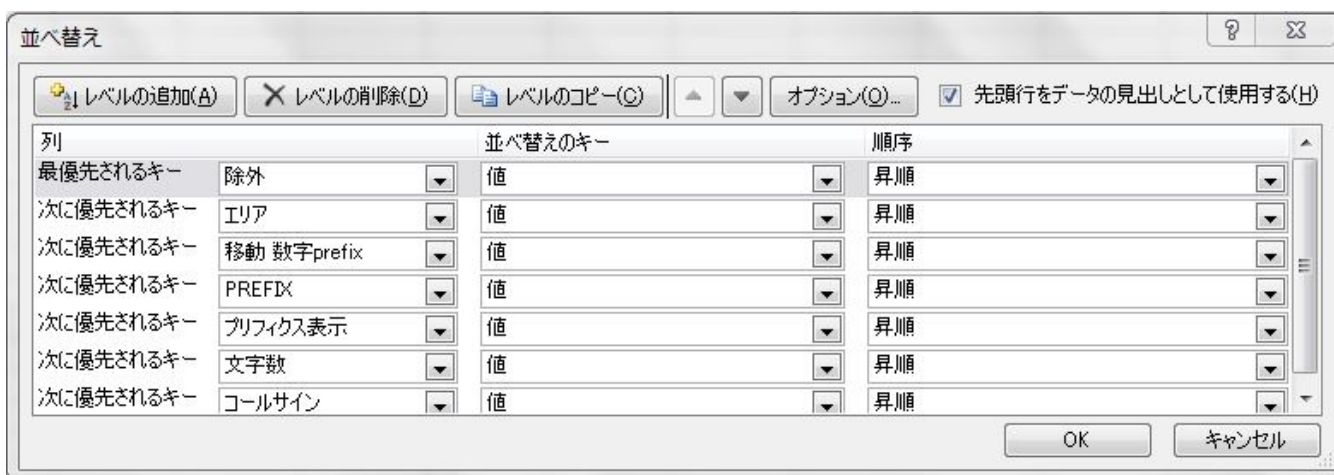 並べ替え
レベルの追加(A) レベルの削除(D) レベルのコピー(C) オプション(O)... 先頭行をデータの見出しとして使用する(H)
列 並べ替えのキー 順序
最優先されるキー 除外 値 昇順
次に優先されるキー エリア 値 昇順
次に優先されるキー 移動 数字prefix 値 昇順
次に優先されるキー PREFIX 値 昇順
次に優先されるキー プリフィクス表示 値 昇順
次に優先されるキー 文字数 値 昇順
次に優先されるキー コールサイン 値 昇順
OK キャンセル